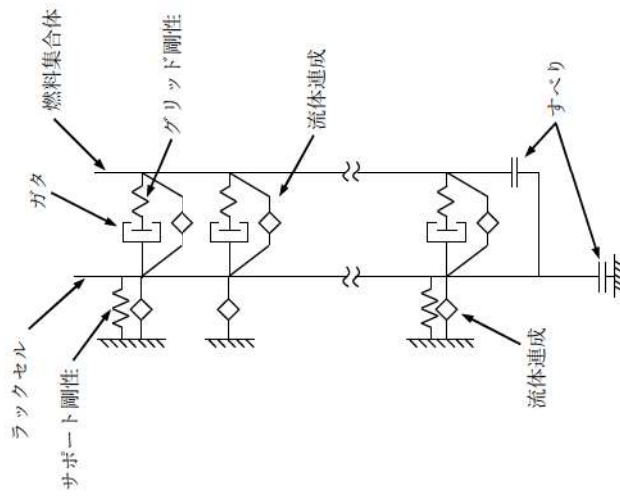 燃料集合体
グリッド剛性
流体連成
ガタ
すべり
ラックセル
サポート剛性
流体連成